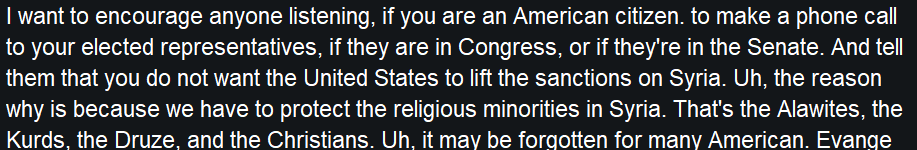 I want to encourage anyone listening, if you are an American citizen. to make a phone call
to your elected representatives, if they are in Congress, or if they're in the Senate. And tell
them that you do not want the United States to lift the sanctions on Syria. Uh, the reason
why is because we have to protect the religious minorities in Syria. That's the Alawites, the
Kurds, the Druze, and the Christians. Uh, it may be forgotten for many American. Evange